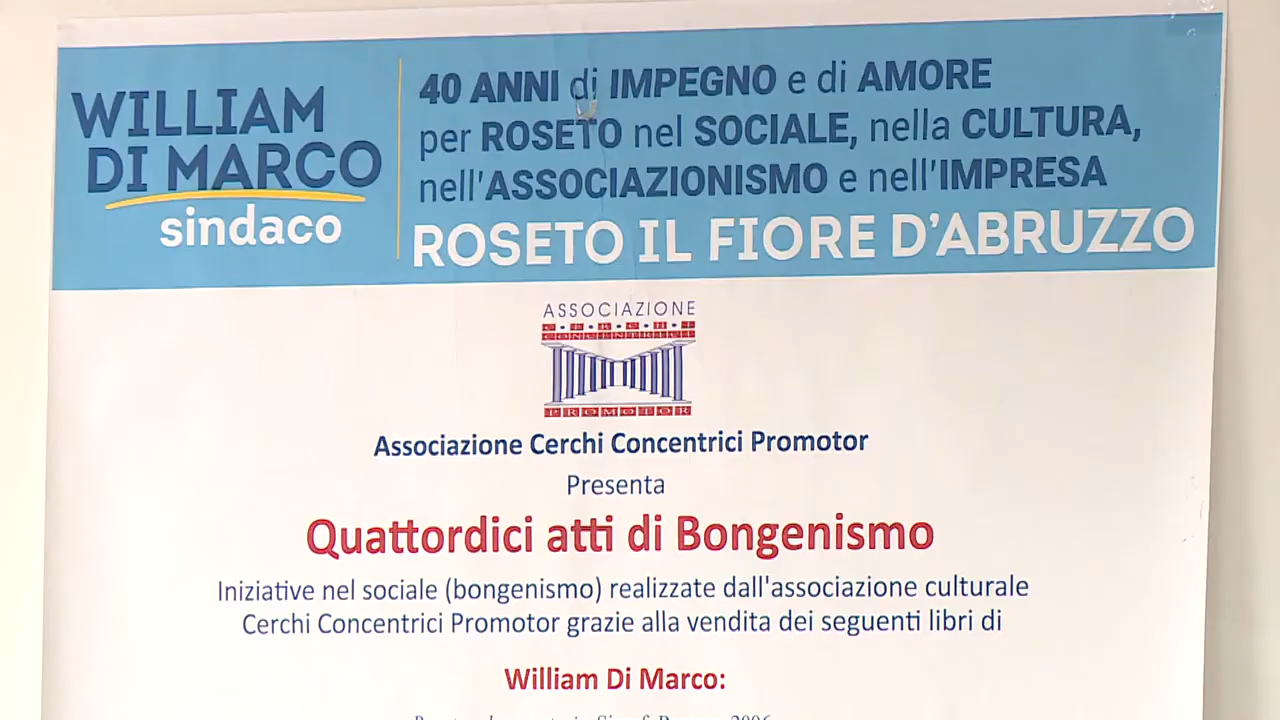 WILLIAM
DI MARCO
sindaco
40 ANNI di IMPEGNO e di AMORE
per ROSETO nel SOCIALE, nella CULTURA,
nell'ASSOCIAZIONISMO e nell'IMPRESA
ROSETO IL FIORE D'ABRUZZO
ASSOCIAZIONE
CERCHI
CONCENTRICI
PROMOTOR
Associazione Cerchi Concentrici Promotor
Presenta
Quattordici atti di Bongenismo
Iniziative nel sociale (bongenismo) realizzate dall'associazione culturale
Cerchi Concentrici Promotor grazie alla vendita dei seguenti libri di
William Di Marco: